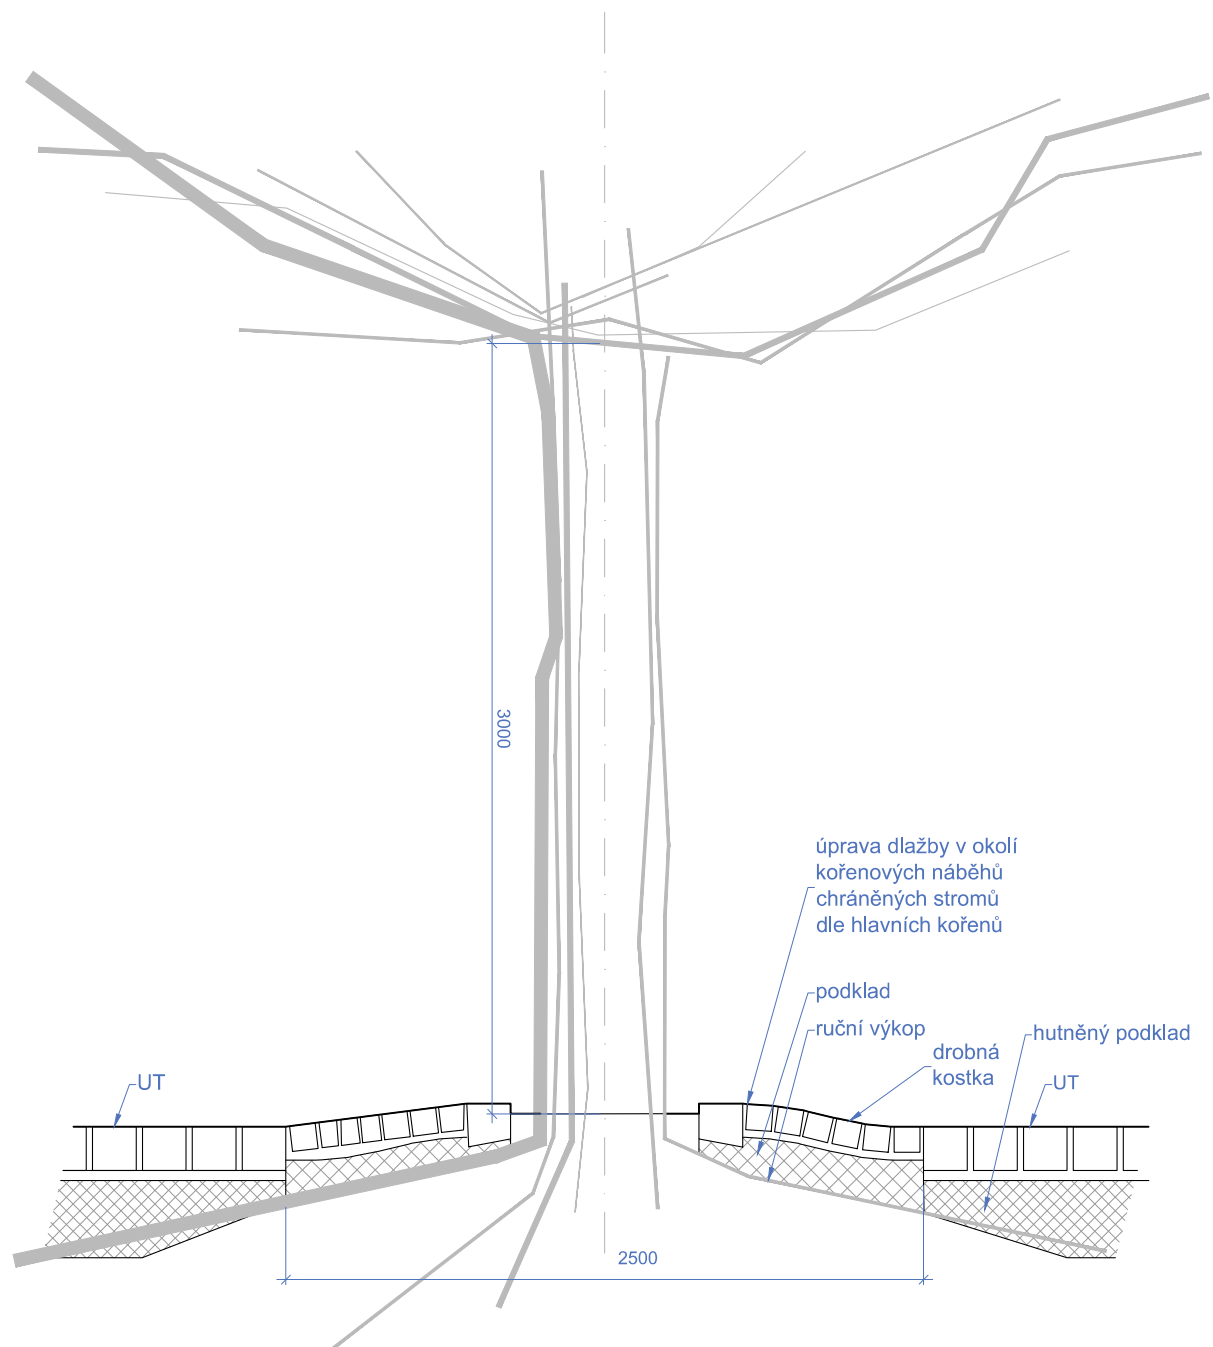 3000
úprava dlažby v okolí
kořenových náběhů
chráněných stromů
dle hlavních kořenů
podklad
ruční výkop
hutněný podklad
drobná
kostka
UT
UT
2500